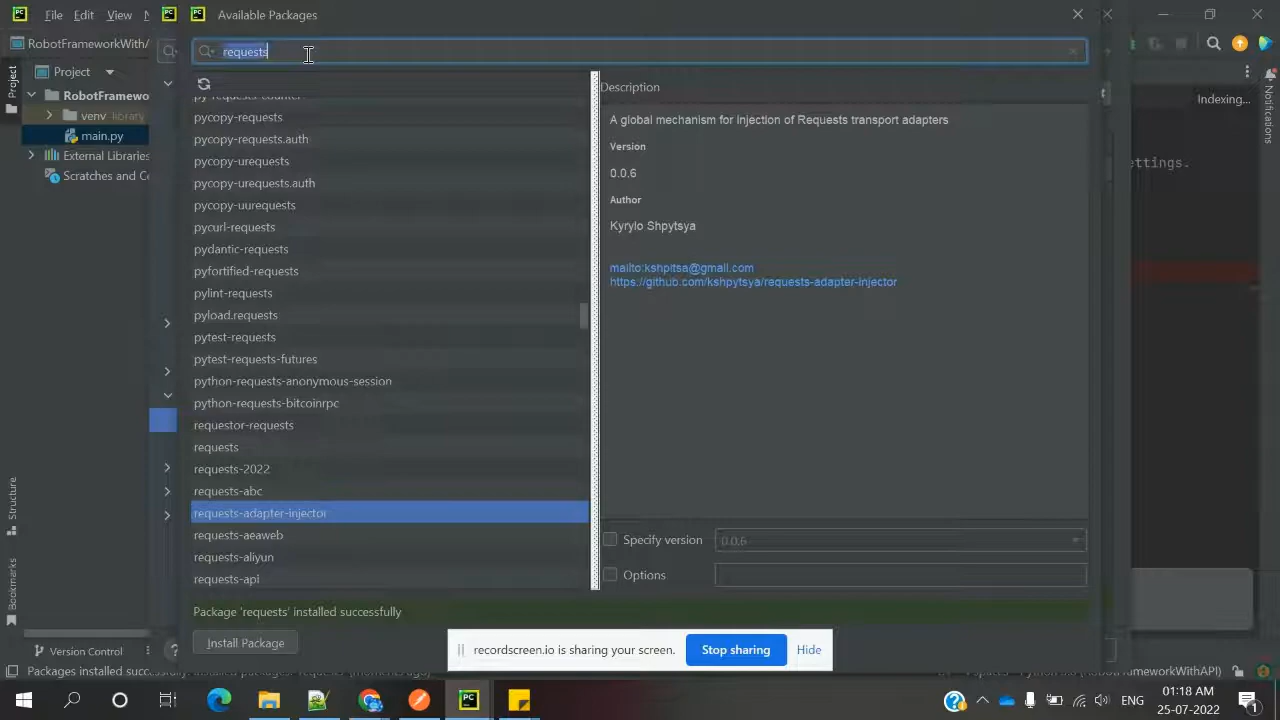 File Edit View
Available Packages
RobotFrameworkWith/
requests
Project
Project
RobotFramewo
Description
venv library
Indexing...
Notifications
pycopy-requests
A global mechanism for injection of Requests transport adapters
main.py
pycopy-requests.auth
Version
External Libraries
pycopy-urequests
ettings.
Scratches and Co
0.0.6
pycopy-urequests.auth
Author
pycopy-uurequests
Kyrylo Shpytsya
pycurl-requests
pydantic-requests
mailto:kshpitsa@gmail.com
pyfortified-requests
https://github.com/kshpytsya/requests-adapter-injector
pylint-requests
pyload.requests
pytest-requests
pytest-requests-futures
python-requests-anonymous-session
python-requests-bitcoinrpc
requestor-requests
requests
requests-2022
requests-abc
Structure
requests-adapter-injector
requests-aeaweb
Specify version 0.0.6
requests-aliyun
requests-api
Options
Bookmarks
Package 'requests' installed successfully
Install Package
Version Control
recordscreen.io is sharing your screen. Stop sharing Hide
ENG
01:18 AM
25-07-2022